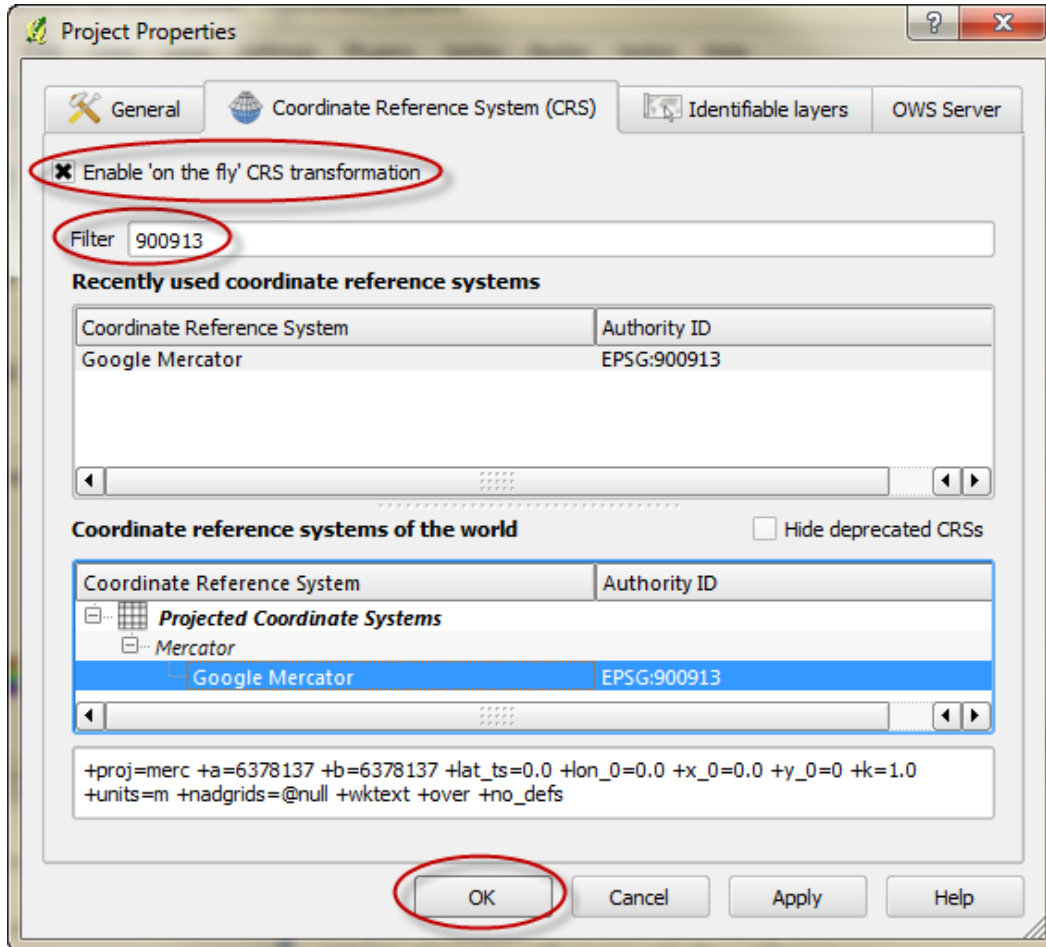 Project Properties
General
Coordinate Reference System (CRS)
Identifiable layers
OWS Server
Enable 'on the fly' CRS transformation
Filter 900913
Recently used coordinate reference systems
Coordinate Reference System Authority ID
Google Mercator EPSG:900913
Coordinate reference systems of the world Hide deprecated CRSs
Coordinate Reference System Authority ID
Projected Coordinate Systems
Mercator
Google Mercator EPSG:900913
+proj=merc +a=6378137 +b=6378137 +lat_ts=0.0 +lon_0=0.0 +x_0=0.0 +y_0=0 +k=1.0
+units=m +nadgrids=@null +wktext +over +no_defs
OK Cancel Apply Help